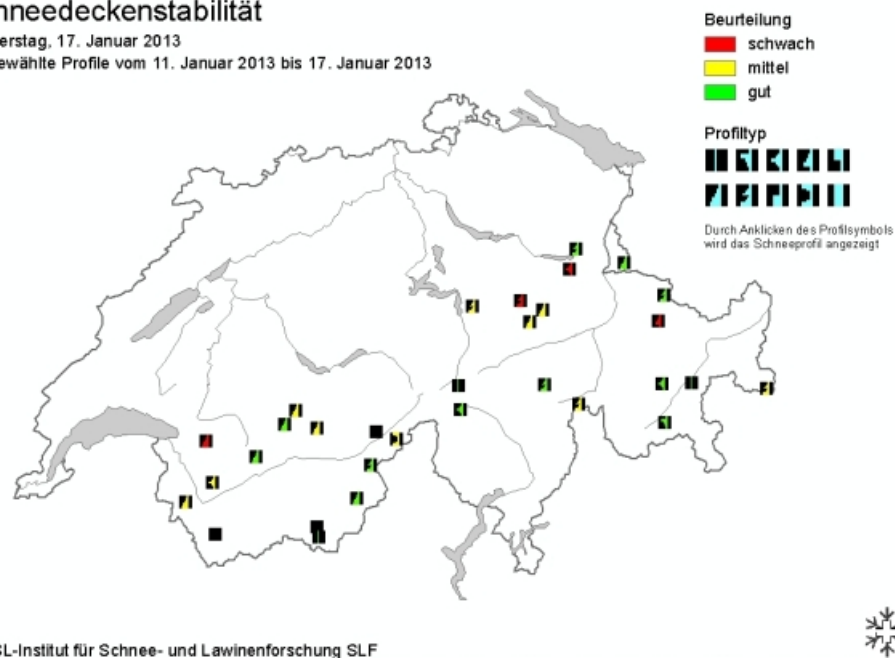 nneedeckenstabilität
erstag, 17. Januar 2013
ewählte Profile vom 11. Januar 2013 bis 17. Januar 2013
Beurteilung
schwach
mittel
gut
Profiltyp
Durch Anklicken des Profilsymbols
wird das Schneeprofil angezeigt
SL-Institut für Schnee- und Lawinenforschung SLF